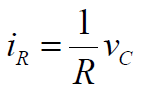 i_R = \frac{1}{R} v_C